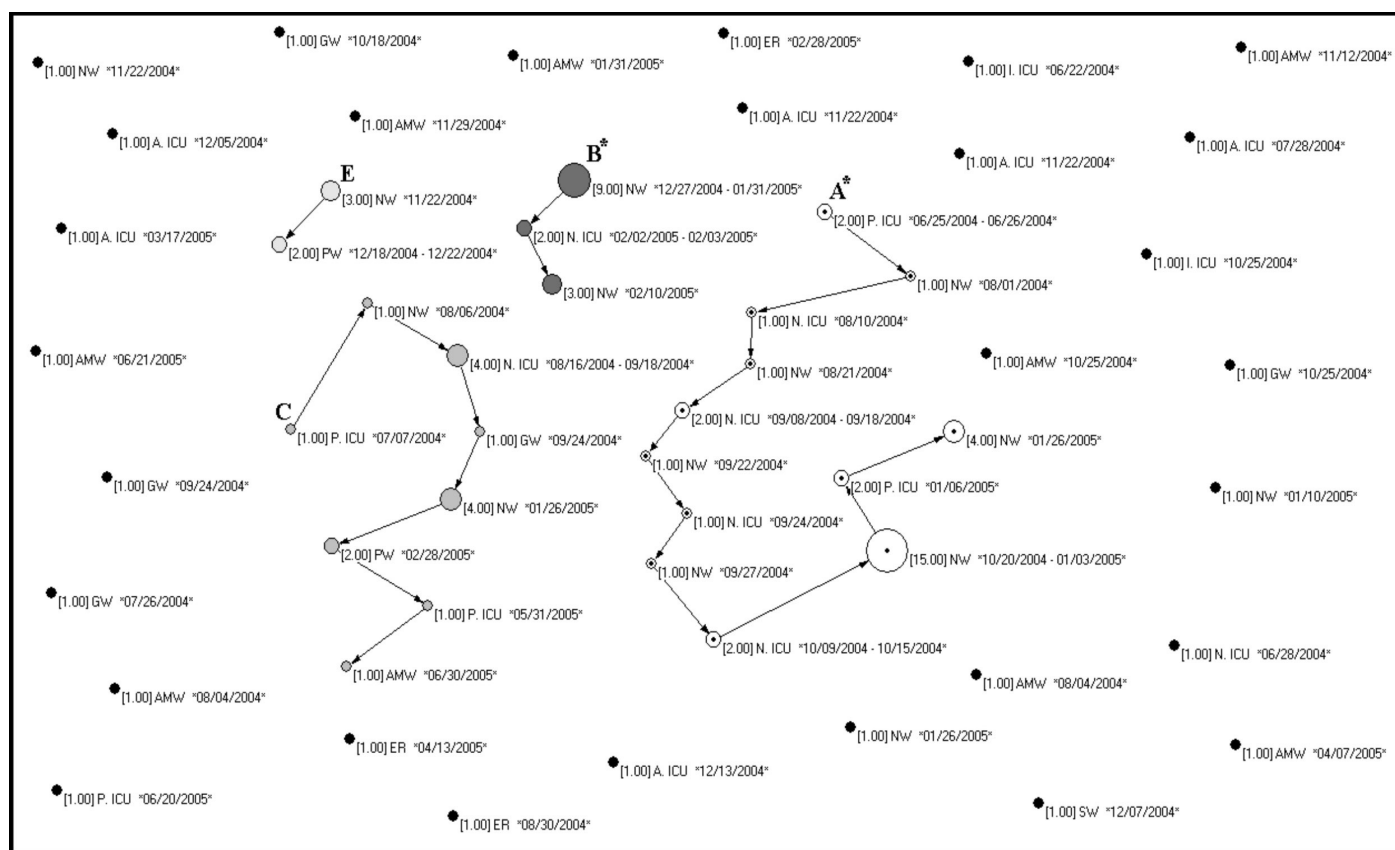 [1.00] GW *10/18/2004*
[1.00] ER *02/28/2005*
[1.00] AMW *11/12/2004*
[1.00] NW *11/22/2004*
[1.00] AMW *01/31/2005*
[1.00] I. ICU *06/22/2004*
[1.00] AMW *11/29/2004*
[1.00] A. ICU *11/22/2004*
[1.00] A. ICU *12/05/2004*
[1.00] A. ICU *07/28/2004*
B*
[1.00] A. ICU *11/22/2004*
E
[3.00] NW *11/22/2004*
[9.00] NW *12/27/2004 - 01/31/2005*
A*
[2.00] P. ICU *06/25/2004 - 06/26/2004*
[1.00] A. ICU *03/17/2005*
[2.00] PW *12/18/2004 - 12/22/2004*
[2.00] N. ICU *02/02/2005 - 02/03/2005*
[1.00] I. ICU *10/25/2004*
[3.00] NW *02/10/2005*
[1.00] NW *08/01/2004*
[1.00] NW *08/06/2004*
[1.00] N. ICU *08/10/2004*
[1.00] AMW *06/21/2005*
[4.00] N. ICU *08/16/2004 - 09/18/2004*
[1.00] NW *08/21/2004*
[1.00] AMW *10/25/2004*
[1.00] GW *10/25/2004*
C
[1.00] P. ICU *07/07/2004*
[1.00] GW *09/24/2004*
[2.00] N. ICU *09/08/2004 - 09/18/2004*
[4.00] NW *01/26/2005*
[1.00] NW *09/22/2004*
[1.00] GW *09/24/2004*
[2.00] P. ICU *01/06/2005*
[1.00] NW *01/10/2005*
[4.00] NW *01/26/2005*
[1.00] N. ICU *09/24/2004*
[2.00] PW *02/28/2005*
[15.00] NW *10/20/2004 - 01/03/2005*
[1.00] NW *09/27/2004*
[1.00] GW *07/26/2004*
[1.00] P. ICU *05/31/2005*
[2.00] N. ICU *10/09/2004 - 10/15/2004*
[1.00] N. ICU *06/28/2004*
[1.00] AMW *06/30/2005*
[1.00] AMW *08/04/2004*
[1.00] AMW *08/04/2004*
[1.00] ER *04/13/2005*
[1.00] NW *01/26/2005*
[1.00] AMW *04/07/2005*
[1.00] A. ICU *12/13/2004*
[1.00] P. ICU *06/20/2005*
[1.00] SW *12/07/2004*
[1.00] ER *08/30/2004*